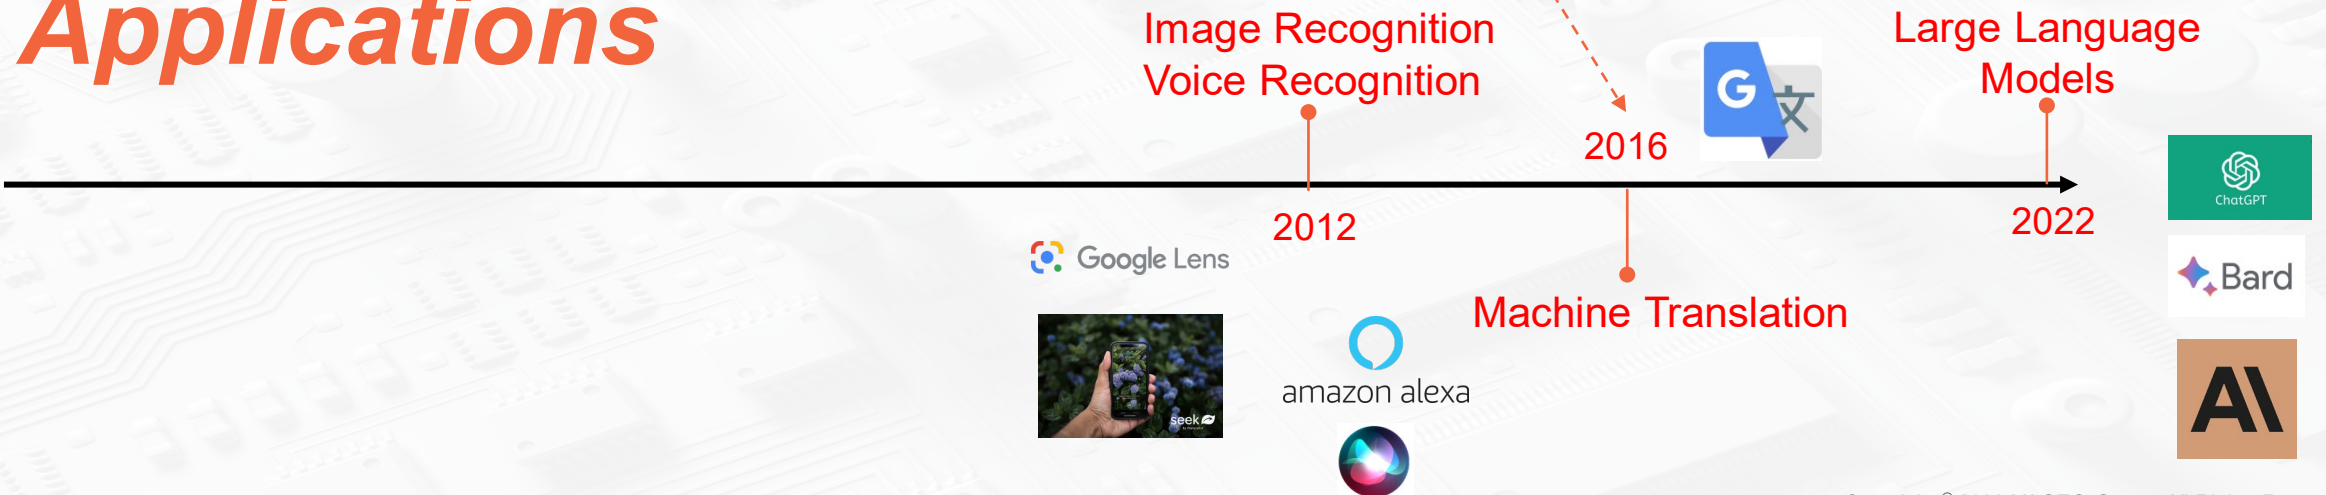 Applications
Image Recognition
Voice Recognition
Large Language
Models
G 文
2016
ChatGPT
2012
2022
Google Lens
Bard
Machine Translation
amazon alexa
seek
A\